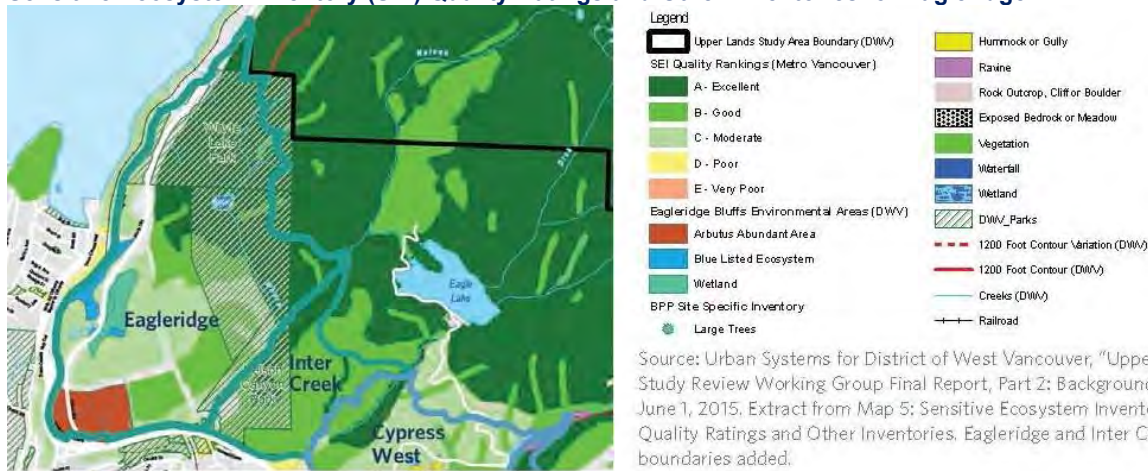 Legend
Upper Lands Study Area Boundary (DWV)
SEI Quality Rankings (Metro Vancouver)
A - Excellent
B - Good
C - Moderate
D - Poor
E - Very Poor
Eagleridge Bluffs Environmental Areas (DWV)
Arbutus Abundant Area
Blue Listed Ecosystem
Wetland
BPP Site Specific Inventory
Large Trees
Hummock or Gully
Ravine
Rock Outcrop, Cliff or Boulder
Exposed Bedrock or Meadow
Vegetation
Waterfall
Wetland
DWV_Parks
1200 Foot Contour Variation (DWV)
1200 Foot Contour (DWV)
Creeks (DWV)
Railroad
Whyte
Lake
Park
Eagle
Lake
Eagleridge
Inter
Creek
Cypress
West
Source: Urban Systems for District of West Vancouver, "Uppe
Study Review Working Group Final Report, Part 2: Background
June 1, 2015. Extract from Map 5: Sensitive Ecosystem Invent
Quality Ratings and Other Inventories. Eagleridge and Inter C
boundaries added.